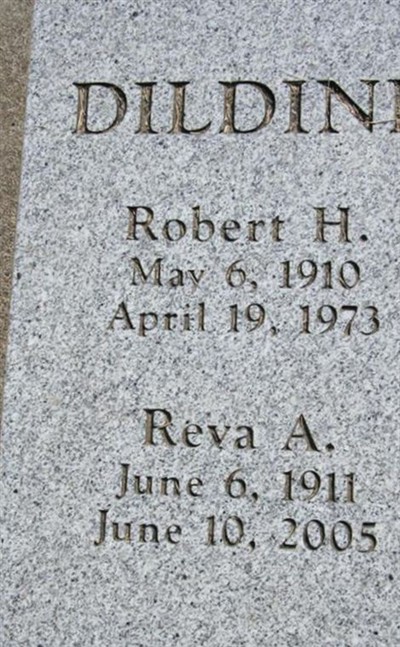 DILDIN
Robert H.
May 6, 1910
April 19, 1973
Reva A.
June 6, 1911
June 10, 2005